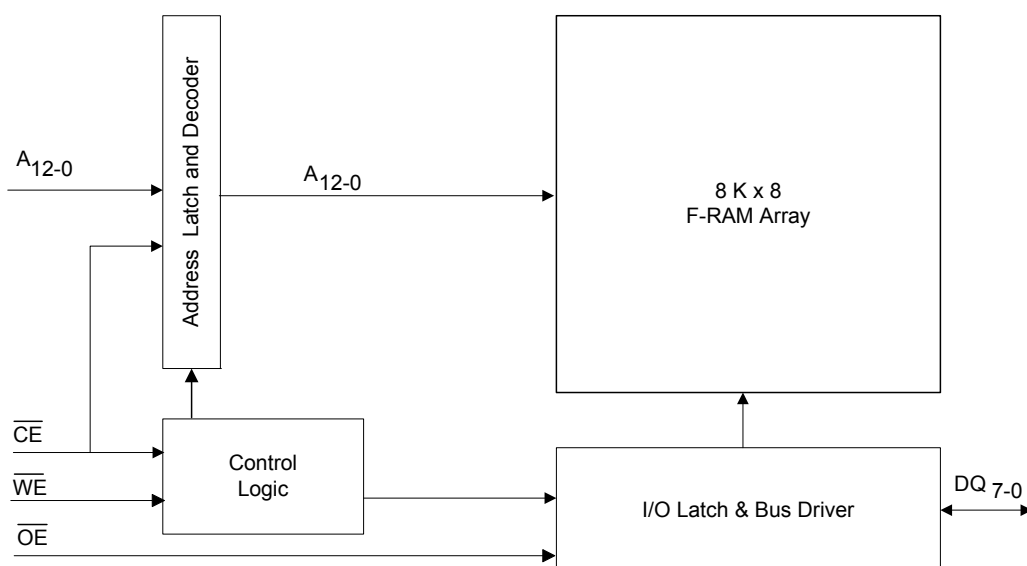 A12-0
Address Latch and Decoder
A12-0
8 K x 8
F-RAM Array
CE
WE
OE
Control
Logic
I/O Latch & Bus Driver
DQ 7-0